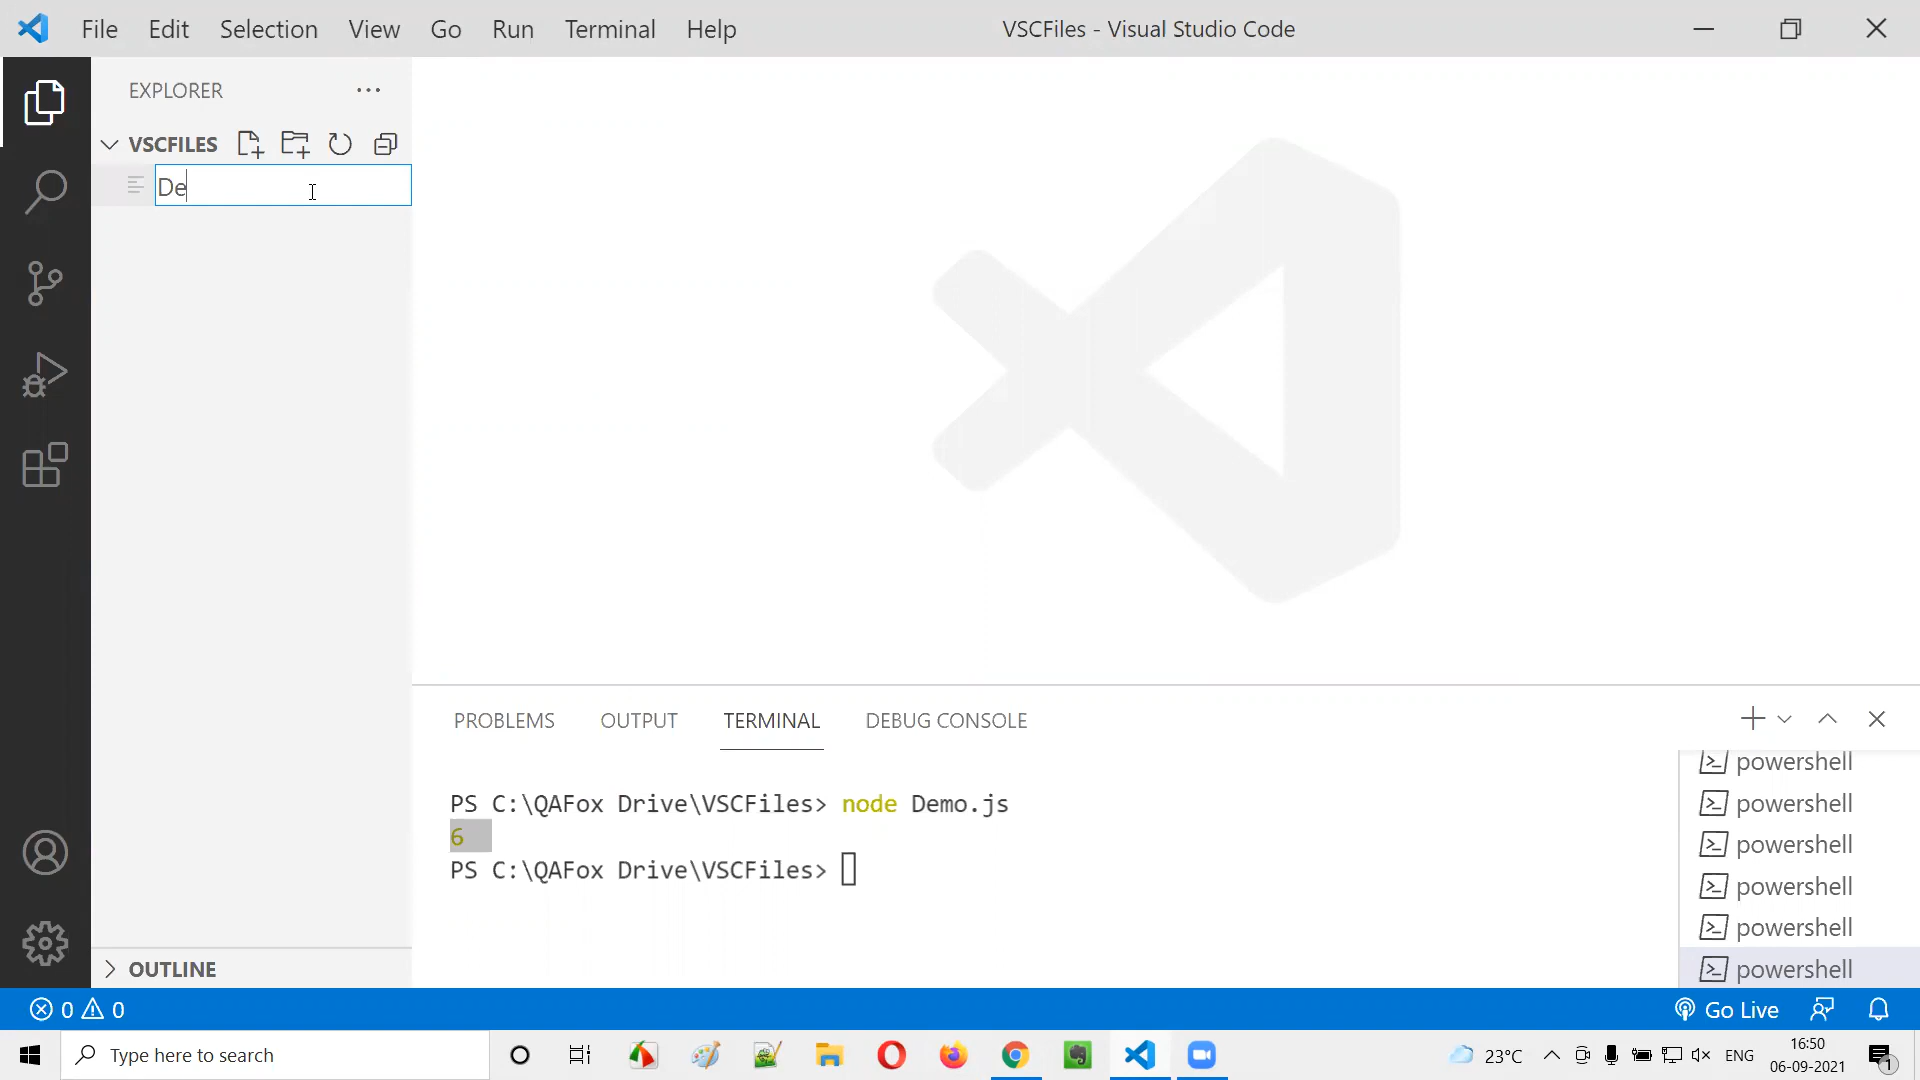 File Edit Selection View Go Run Terminal Help
VSCFiles - Visual Studio Code
EXPLORER
VSCFILES
De
PROBLEMS OUTPUT TERMINAL DEBUG CONSOLE
PS C:\QAFox Drive\VSCFiles> node Demo.js
6
PS C:\QAFox Drive\VSCFiles>
powershell
powershell
powershell
powershell
powershell
powershell
OUTLINE
0 0
Go Live
Type here to search
23°C
ENG
16:50
06-09-2021
1